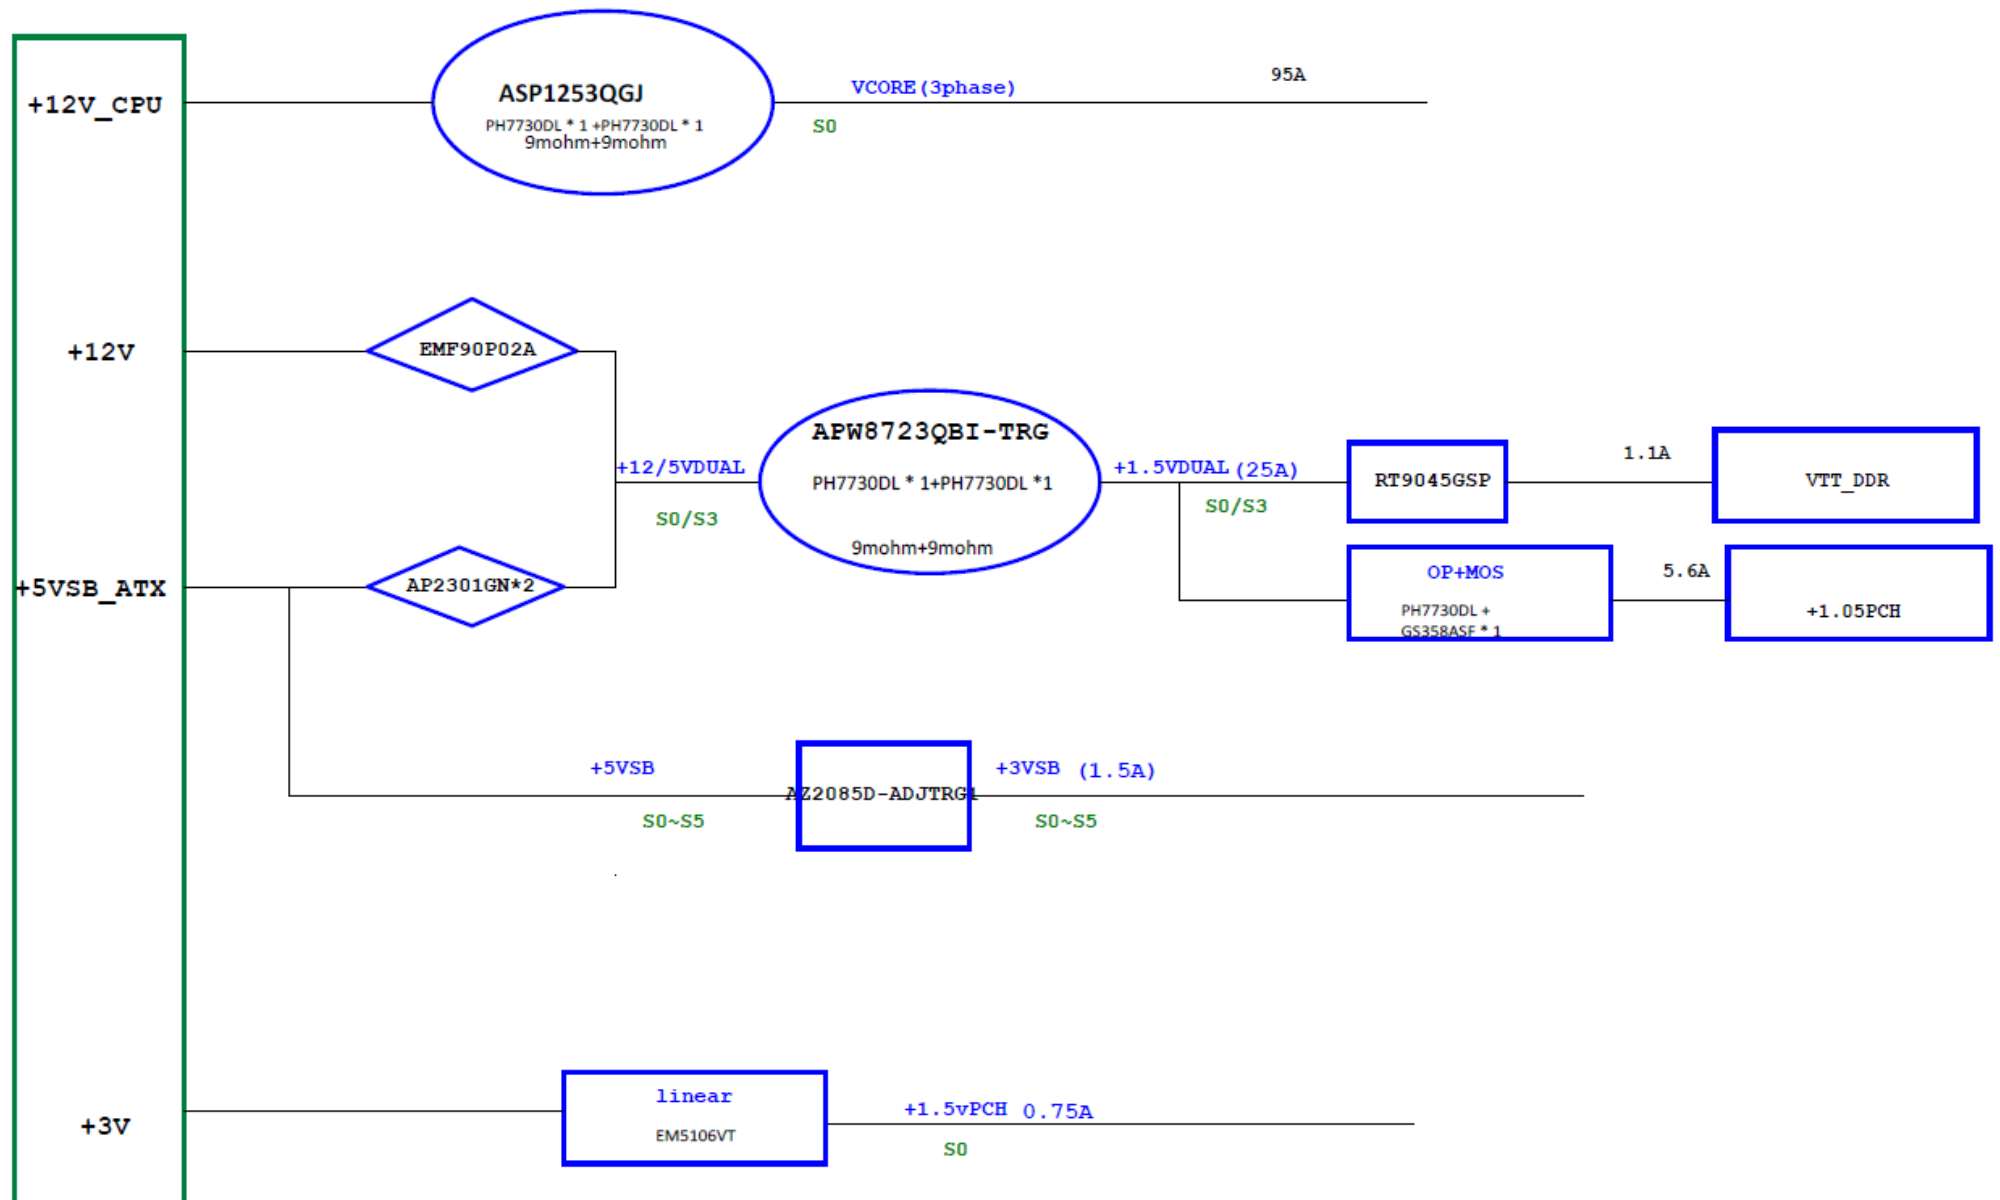 +12V_CPU
ASP1253QGJ
PH7730DL * 1 +PH7730DL * 1
9mohm+9mohm
VCORE(3phase)
95A
S0
+12V
EMF90P02A
+12/5VDUAL
S0/S3
APW8723QBI-TRG
PH7730DL * 1+PH7730DL *1
9mohm+9mohm
+1.5VDUAL (25A)
S0/S3
RT9045GSP
1.1A
VTT_DDR
+5VSB_ATX
AP2301GN*2
OP+MOS
PH7730DL +
GS358ASF * 1
5.6A
+1.05PCH
+5VSB
S0~S5
AZ2085D-ADJTRG1
+3VSB (1.5A)
S0~S5
+3V
linear
EM5106VT
+1.5vPCH 0.75A
S0